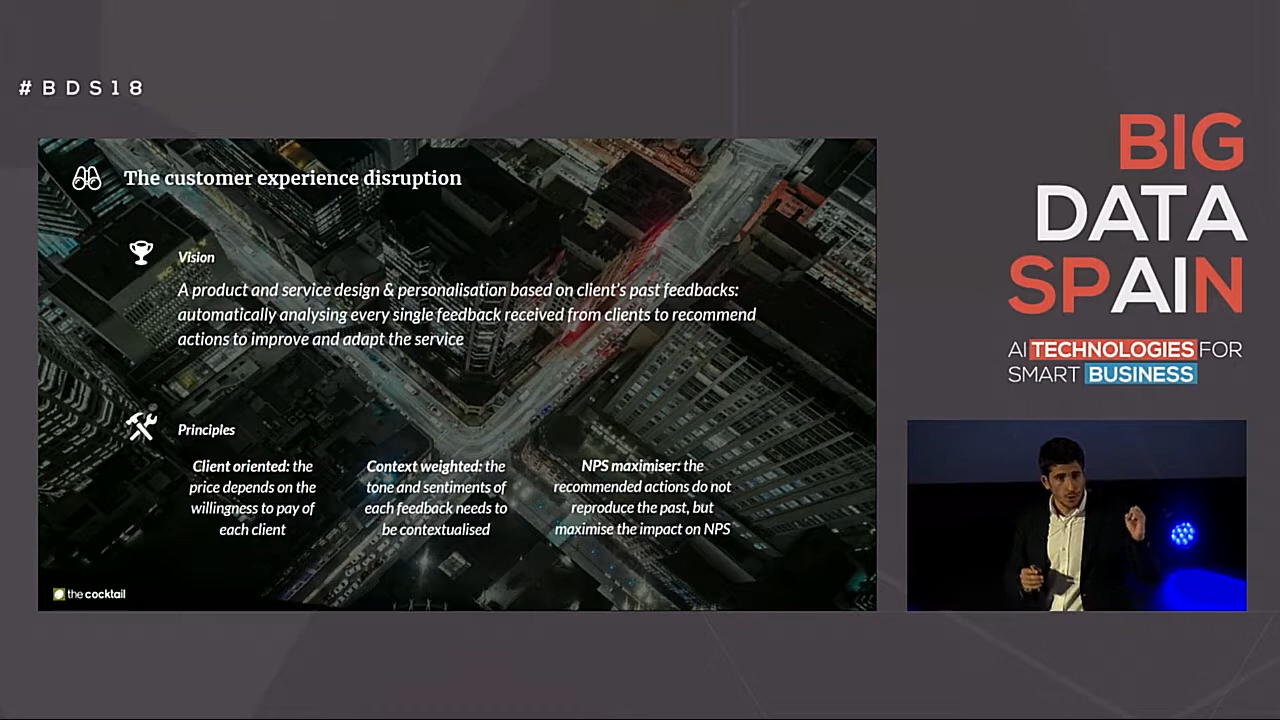 #BDS18
The customer experience disruption
Vision
A product and service design & personalisation based on client's past feedbacks:
automatically analysing every single feedback received from clients to recommend
actions to improve and adapt the service
Principles
Client oriented: the
price depends on the
willingness to pay of
each client
Context weighted: the
tone and sentiments of
each feedback needs to
be contextualised
NPS maximiser: the
recommended actions do not
reproduce the past, but
maximise the impact on NPS
the cocktail
BIG
DATA
SPAIN
AI TECHNOLOGIES FOR
SMART BUSINESS